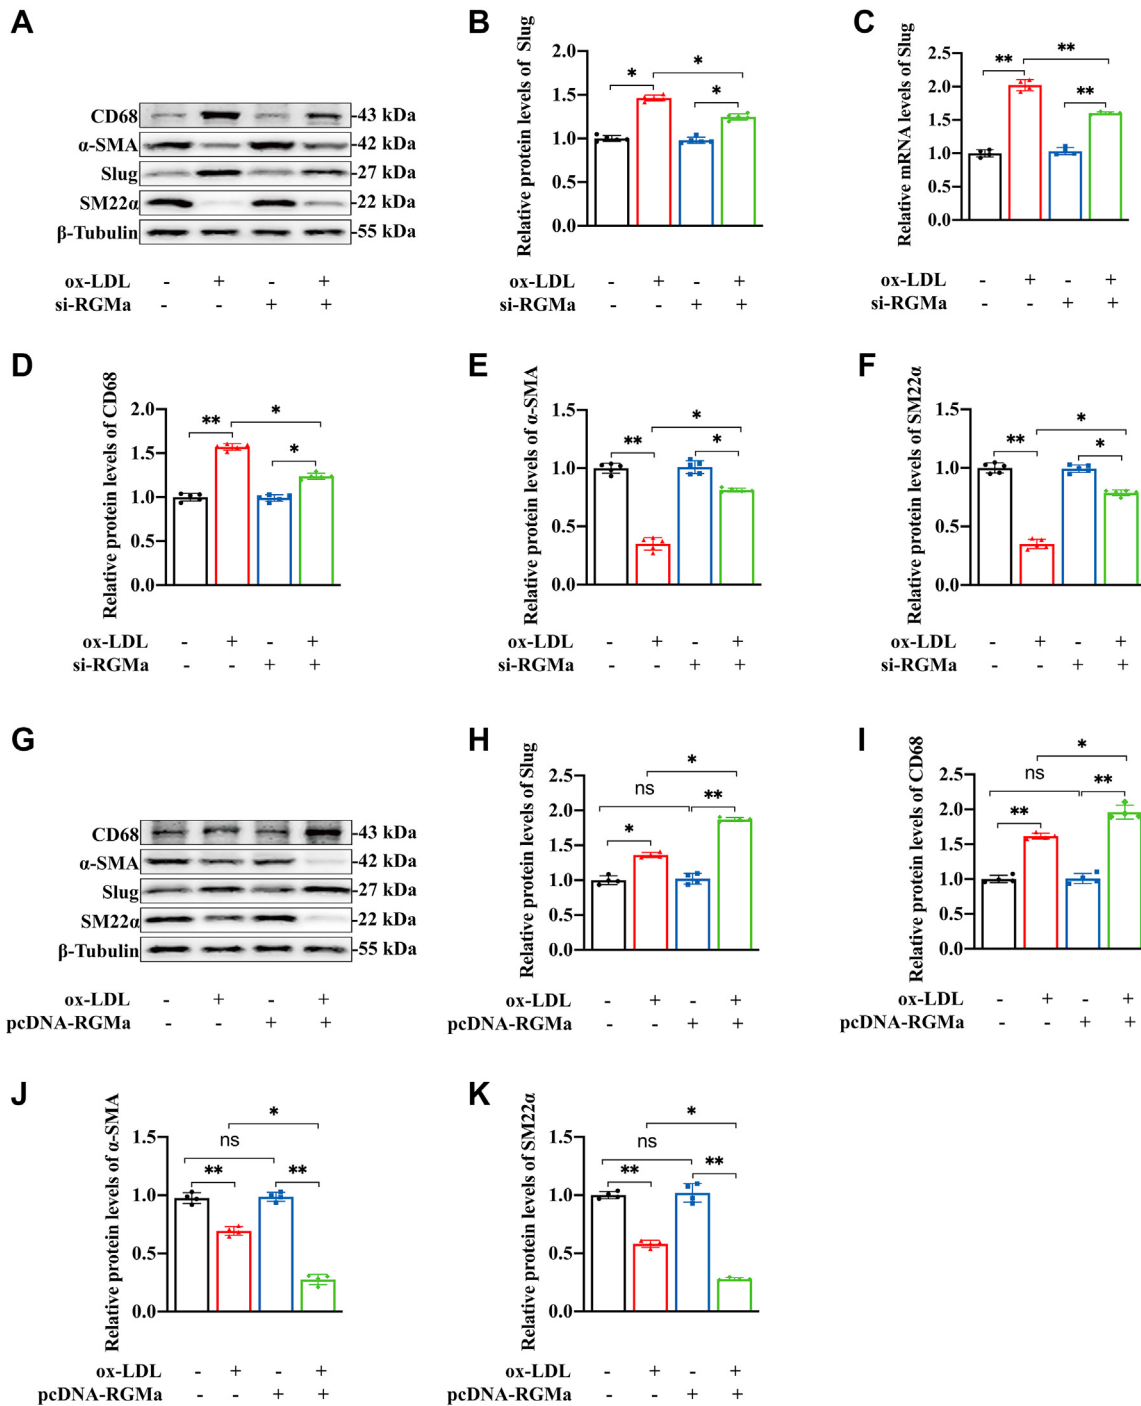 A
CD68
-43 kDa
α-SMA
-42 kDa
Slug
-27 kDa
SM22α
-22 kDa
β-Tubulin
-55 kDa
ox-LDL - + - +
si-RGMa - - + +
B
Relative protein levels of Slug
2.0
1.5
1.0
0.5
0.0
* * *
ox-LDL - + - +
si-RGMa - - + +
C
Relative mRNA levels of Slug
2.5
2.0
1.5
1.0
0.5
0.0
** ** **
ox-LDL - + - +
si-RGMa - - + +
D
Relative protein levels of CD68
2.0
1.5
1.0
0.5
0.0
** * *
ox-LDL - + - +
si-RGMa - - + +
E
Relative protein levels of α-SMA
1.5
1.0
0.5
0.0
** * *
ox-LDL - + - +
si-RGMa - - + +
F
Relative protein levels of SM22α
1.5
1.0
0.5
0.0
** * *
ox-LDL - + - +
si-RGMa - - + +
G
CD68
-43 kDa
α-SMA
-42 kDa
Slug
-27 kDa
SM22α
-22 kDa
β-Tubulin
-55 kDa
ox-LDL - + - +
pcDNA-RGMa - - + +
H
Relative protein levels of Slug
2.5
2.0
1.5
1.0
0.5
0.0
*
ns
* **
ox-LDL - + - +
pcDNA-RGMa - - + +
I
Relative protein levels of CD68
2.5
2.0
1.5
1.0
0.5
0.0
*
ns
** **
ox-LDL - + - +
pcDNA-RGMa - - + +
J
Relative protein levels of α-SMA
1.5
1.0
0.5
0.0
*
ns
** **
ox-LDL - + - +
pcDNA-RGMa - - + +
K
Relative protein levels of SM22α
1.5
1.0
0.5
0.0
*
ns
** **
ox-LDL - + - +
pcDNA-RGMa - - + +